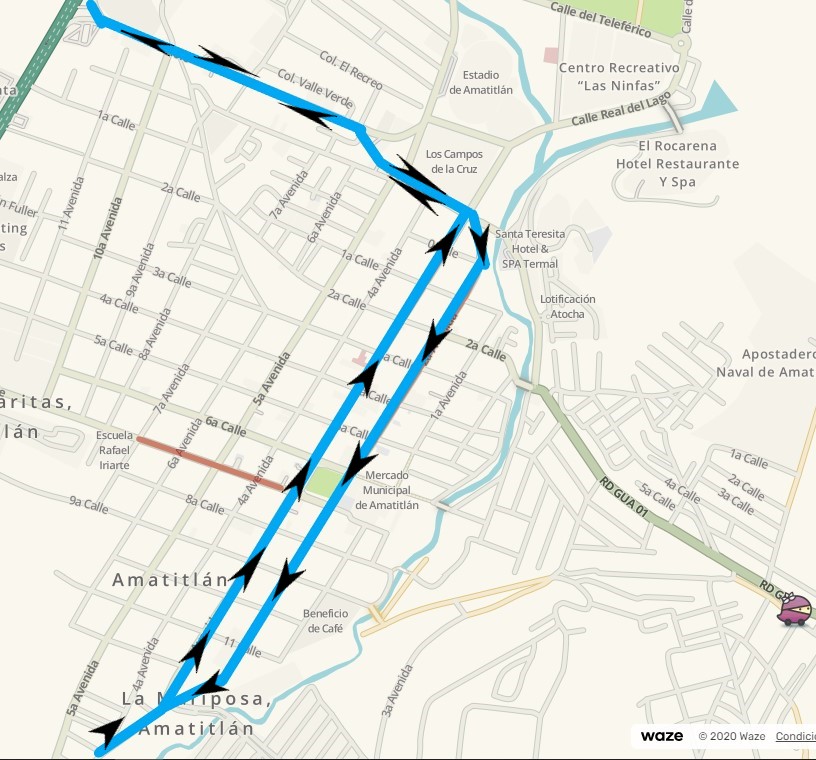 Calle del Teleférico
Calle d
Col. El Recreo
Estadio
de Amatitlán
Centro Recreativo
“Las Ninfas”
Col. Valle Verde
Calle Real del Lago
1a Calle
El Rocarena
Hotel Restaurante
Y Spa
Los Campos
de la Cruz
alza
2a Calle
7a Avenida
6a Avenida
11 Avenida
n Fuller
ting
s
10a Avenida
Santa Teresita
Hotel &
SPA Termal
9a Avenida
1a Calle
4a Avenida
3a Calle
4a Calle
2a Calle
Lotificación
Atocha
5a Calle
8a Avenida
2a Calle
Apostadero
Naval de Amat
5a Avenida
7a Avenida
1a Avenida
aritas,
lán
6a Calle
Escuela
Rafael
Iriarte
6a Avenida
4a Avenida
1a Calle
2a Calle
3a Calle
4a Calle
5a Calle
Mercado
Municipal
de Amatitlán
RD GUA 01
9a Calle
8a Calle
Amatitlán
RD G
Beneficio
de Café
11 Calle
4a Avenida
3a Avenida
5a Avenida
La M riposa,
Amatitlán
waze © 2020 Waze Condicio